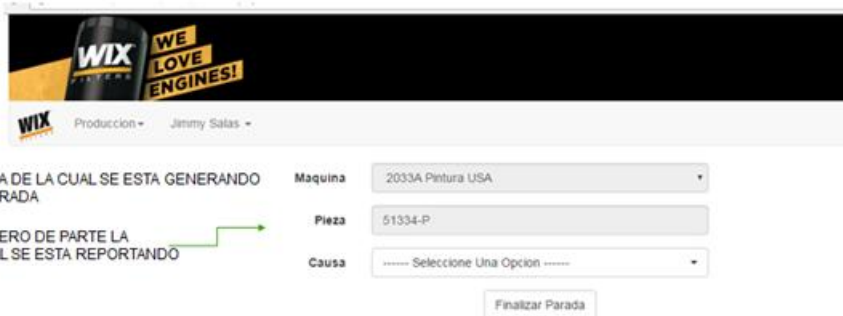 WIX
FILTERS
WE
LOVE
ENGINES!
WIX
Produccion
Jimmy Salas
A DE LA CUAL SE ESTA GENERANDO
RADA
Maquina
2033A Pintura USA
ERO DE PARTE LA
L SE ESTA REPORTANDO
Pieza
51334-P
Causa
------ Seleccione Una Opcion ------
Finalizar Parada